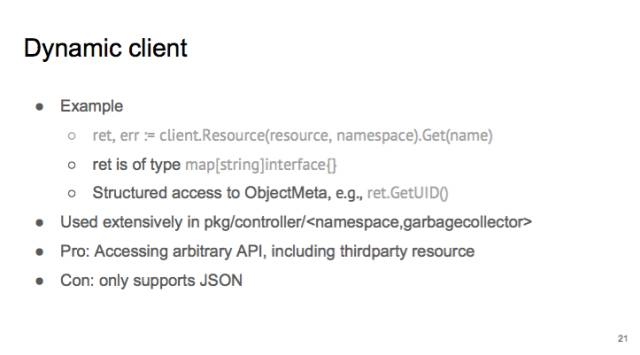 Dynamic client
● Example
○ ret, err := client.Resource(resource, namespace).Get(name)
○ ret is of type map[string]interface{}
○ Structured access to ObjectMeta, e.g., ret.GetUID()
● Used extensively in pkg/controller/<namespace,garbagecollector>
● Pro: Accessing arbitrary API, including thirdparty resource
● Con: only supports JSON
21